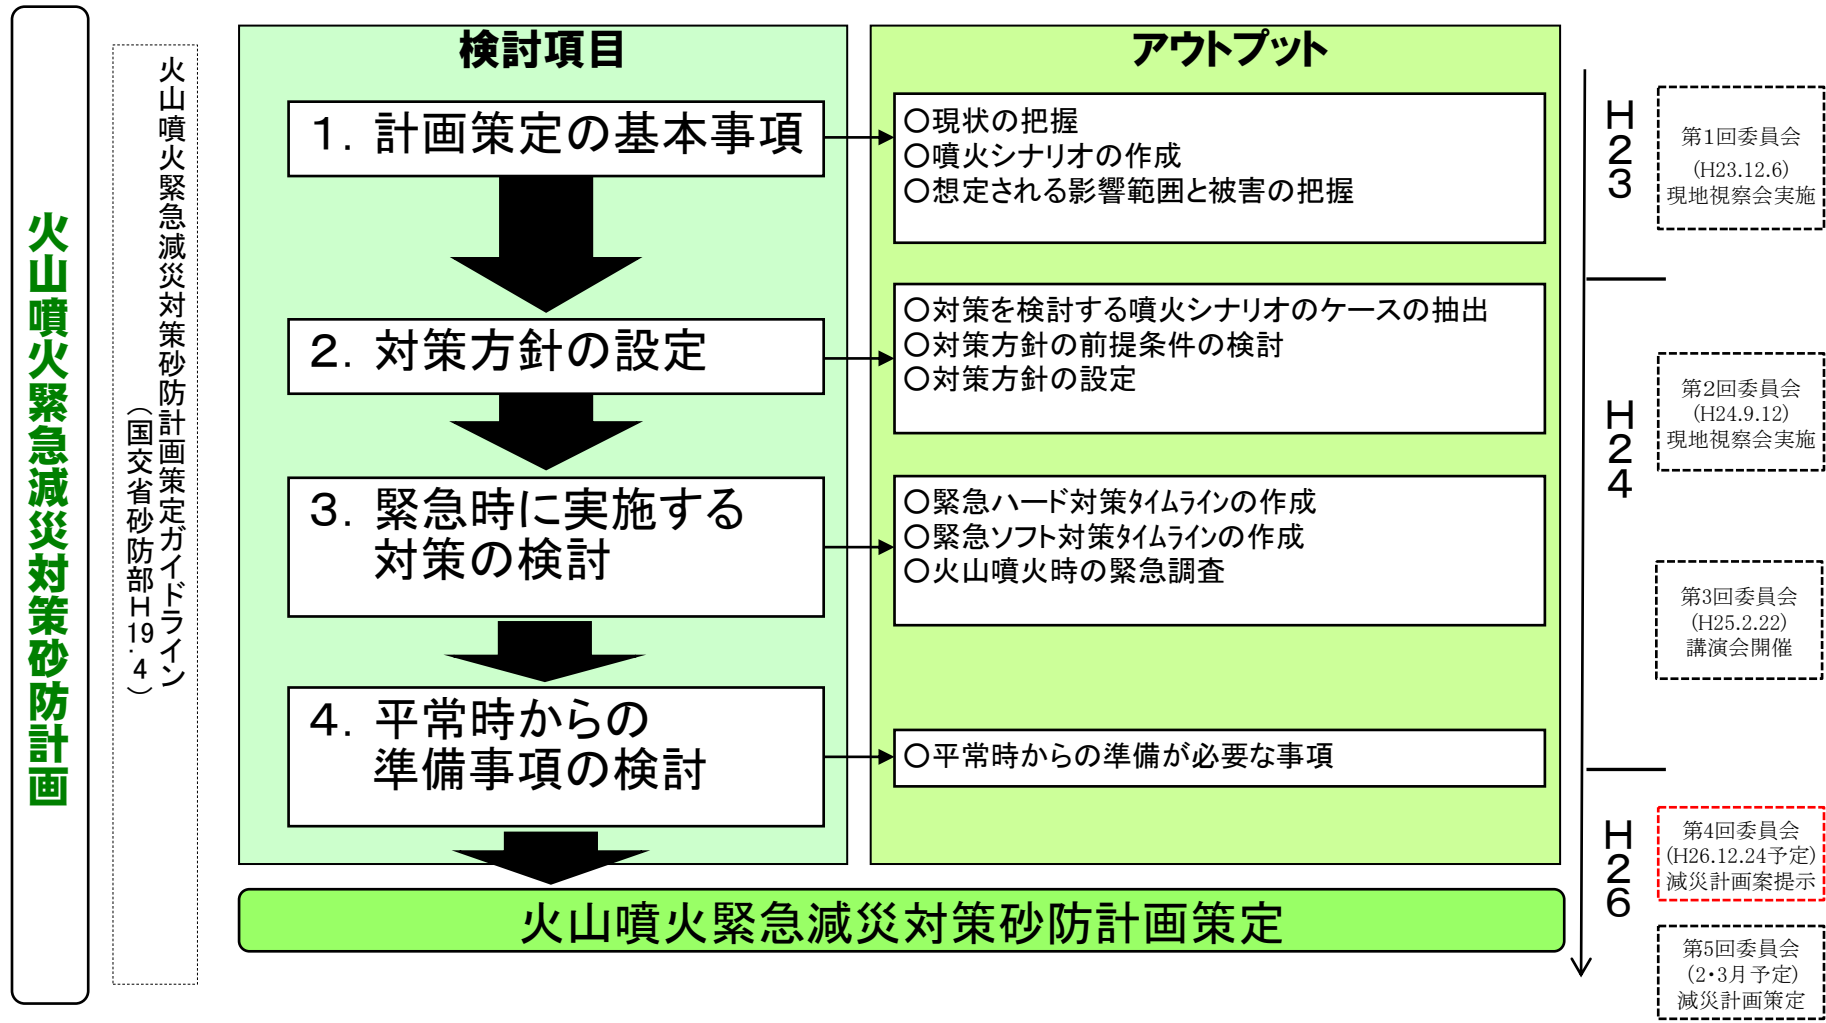 火山噴火緊急減災対策砂防計画
火山噴火緊急減災対策砂防計画策定ガイドライン
（国交省砂防部H19.4）
検討項目
1. 計画策定の基本事項
2. 対策方針の設定
3. 緊急時に実施する
対策の検討
4. 平常時からの
準備事項の検討
アウトプット
○現状の把握
○噴火シナリオの作成
○想定される影響範囲と被害の把握
○対策を検討する噴火シナリオのケースの抽出
○対策方針の前提条件の検討
○対策方針の設定
○緊急ハード対策タイムラインの作成
○緊急ソフト対策タイムラインの作成
○火山噴火時の緊急調査
○平常時からの準備が必要な事項
火山噴火緊急減災対策砂防計画策定
H23
第1回委員会
(H23.12.6)
現地視察会実施
H24
第2回委員会
(H24.9.12)
現地視察会実施
第3回委員会
(H25.2.22)
講演会開催
H26
第4回委員会
(H26.12.24予定)
減災計画案提示
第5回委員会
(2・3月予定)
減災計画策定